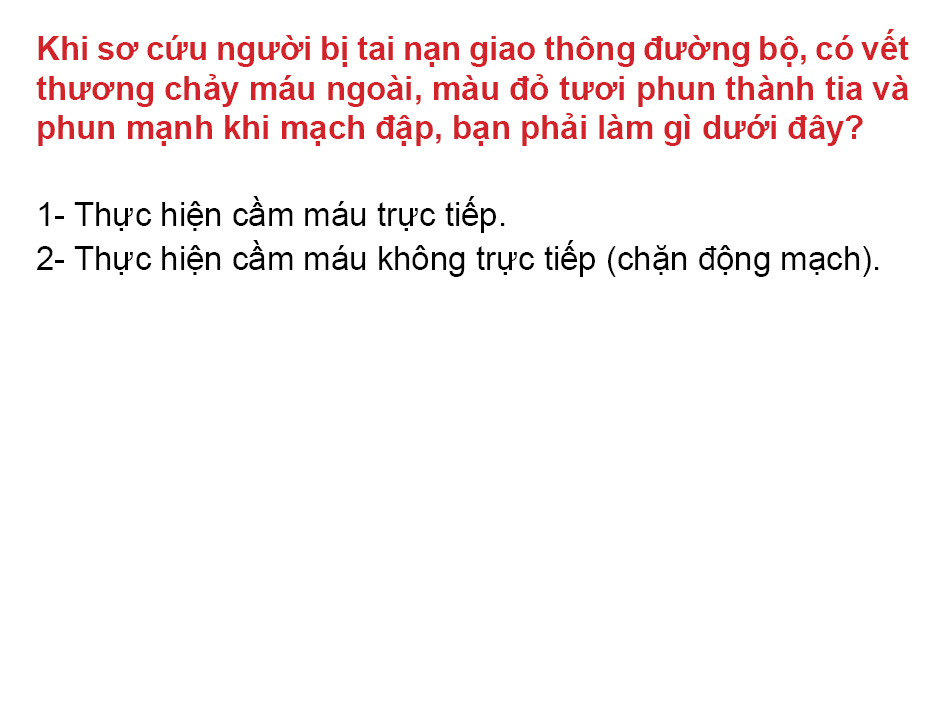 Khi sơ cứu người bị tai nạn giao thông đường bộ, có vết
thương chảy máu ngoài, màu đỏ tươi phun thành tia và
phun mạnh khi mạch đập, bạn phải làm gì dưới đây?
1- Thực hiện cầm máu trực tiếp.
2- Thực hiện cầm máu không trực tiếp (chặn động mạch).